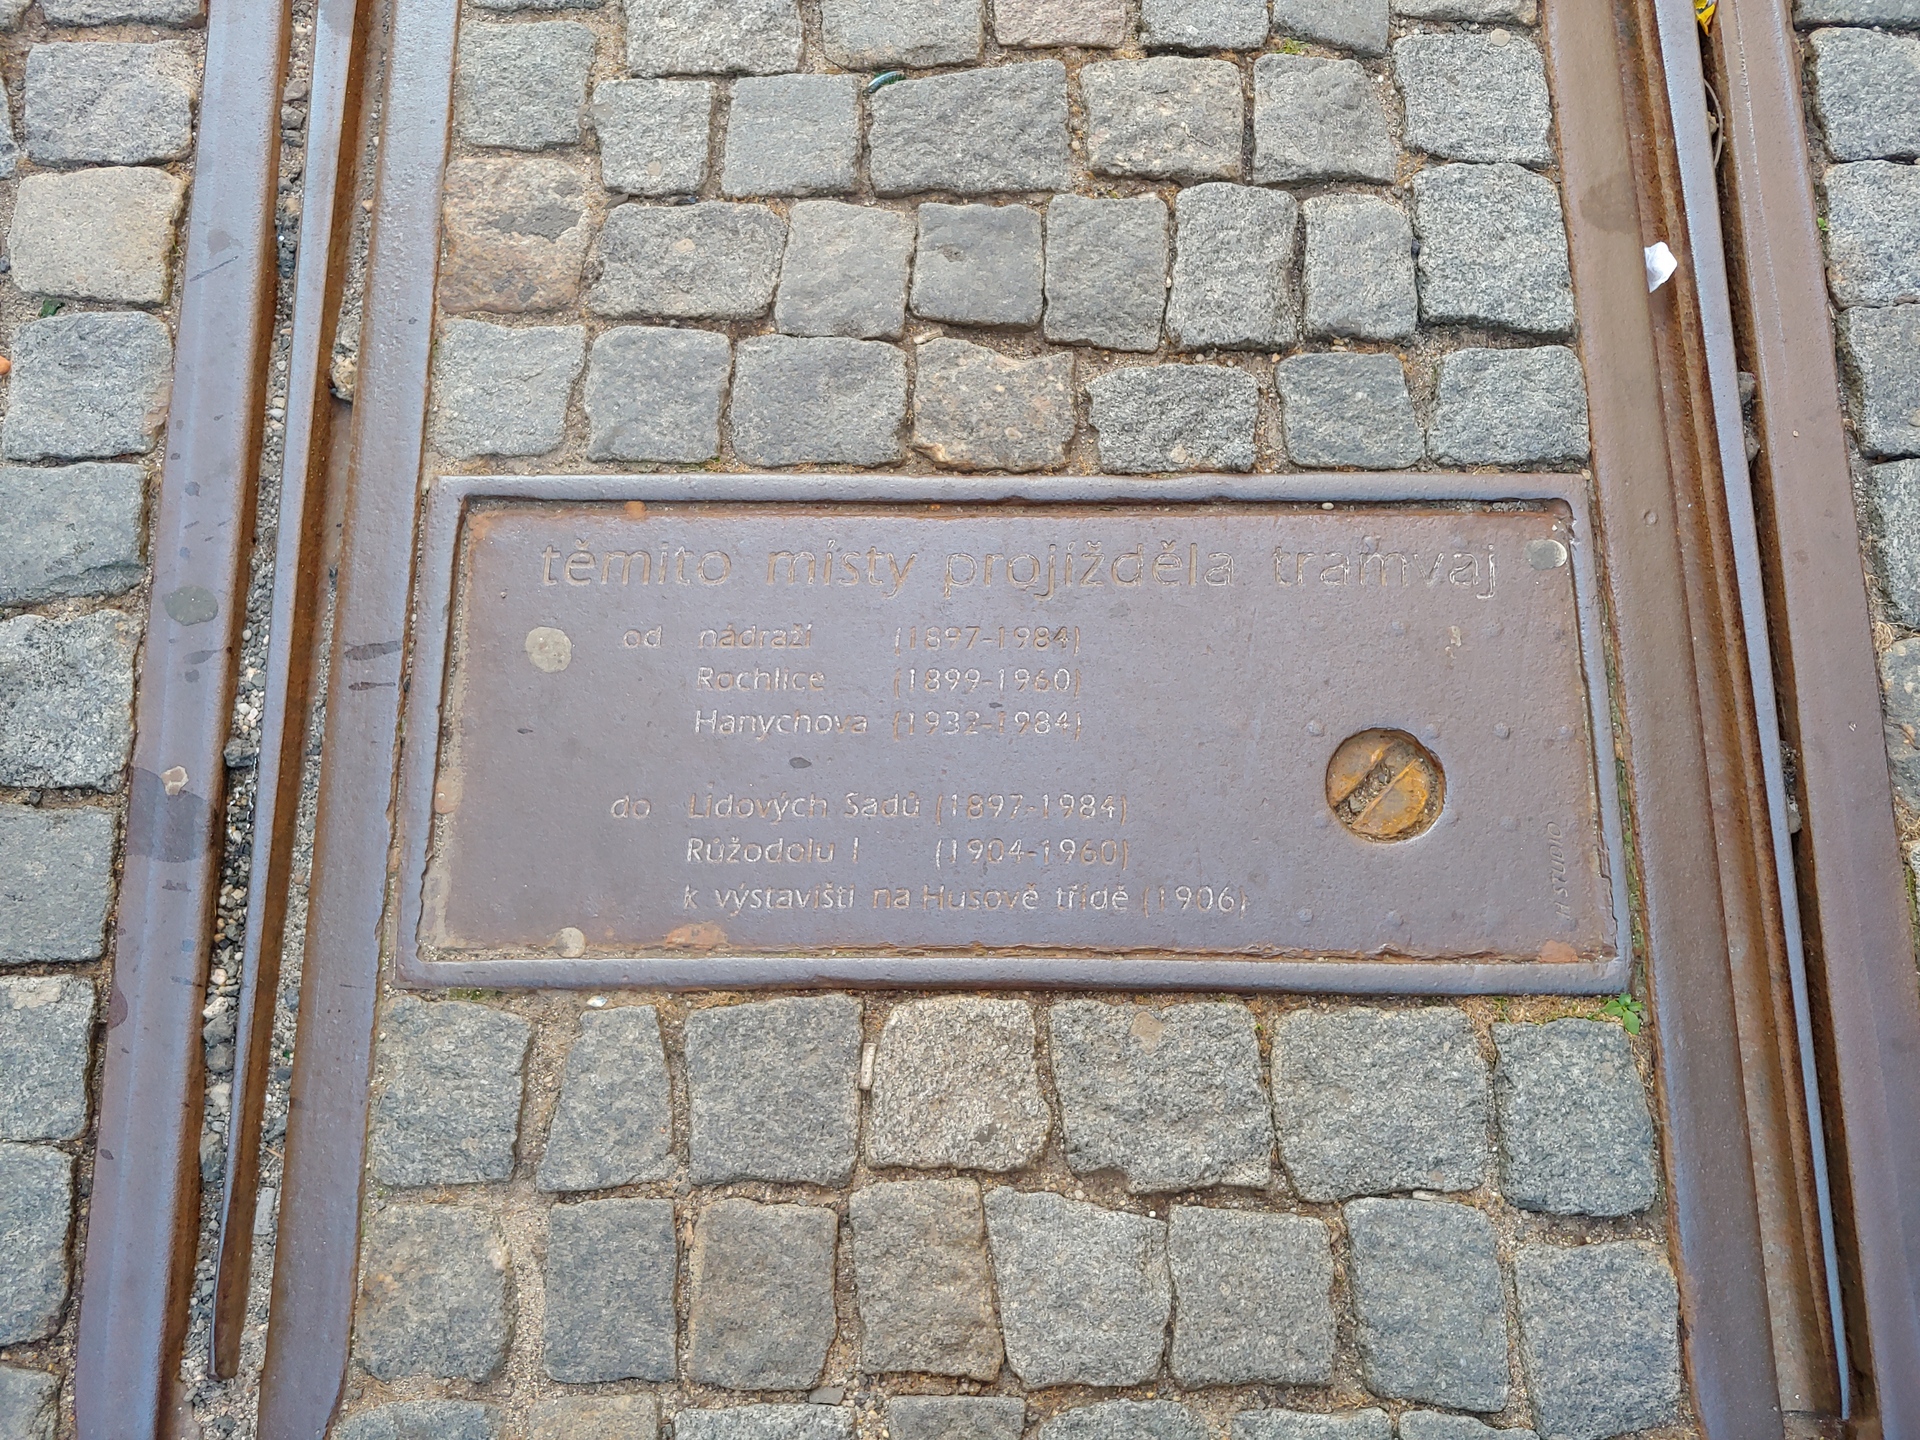 těmito místy projížděla tramvaj
od nádraží (1897-1984)
Rochlice (1899-1960)
Hanychova (1932-1984)
do Lidových Sadů (1897-1984)
Růžodolu I (1904-1960)
k výstavišti na Husově třídě (1906)
H STUDIO